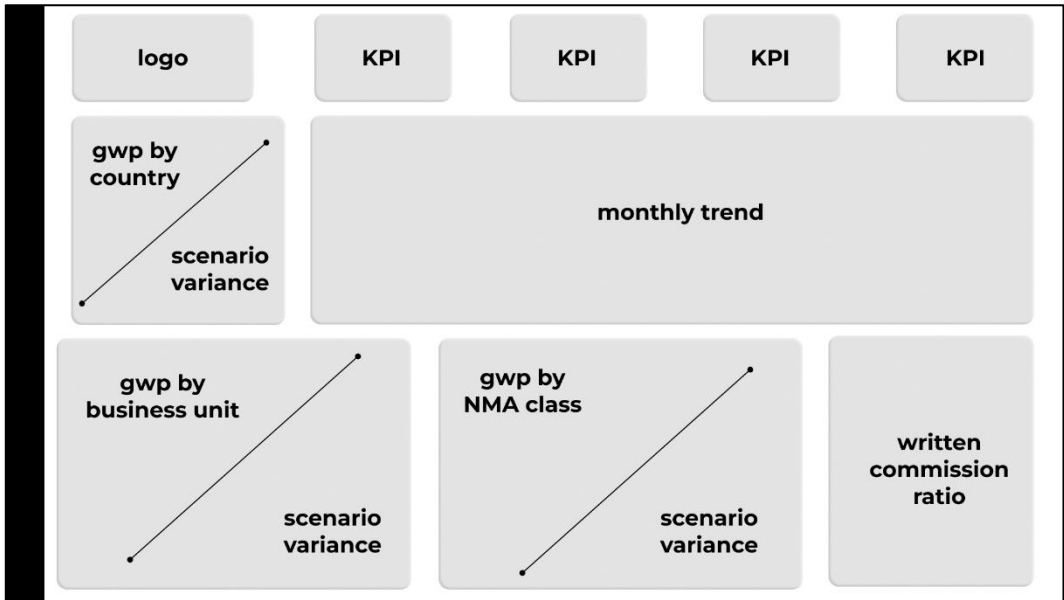 logo
KPI
KPI
KPI
KPI
gwp by
country
scenario
variance
monthly trend
gwp by
business unit
scenario
variance
gwp by
NMA class
scenario
variance
written
commission
ratio